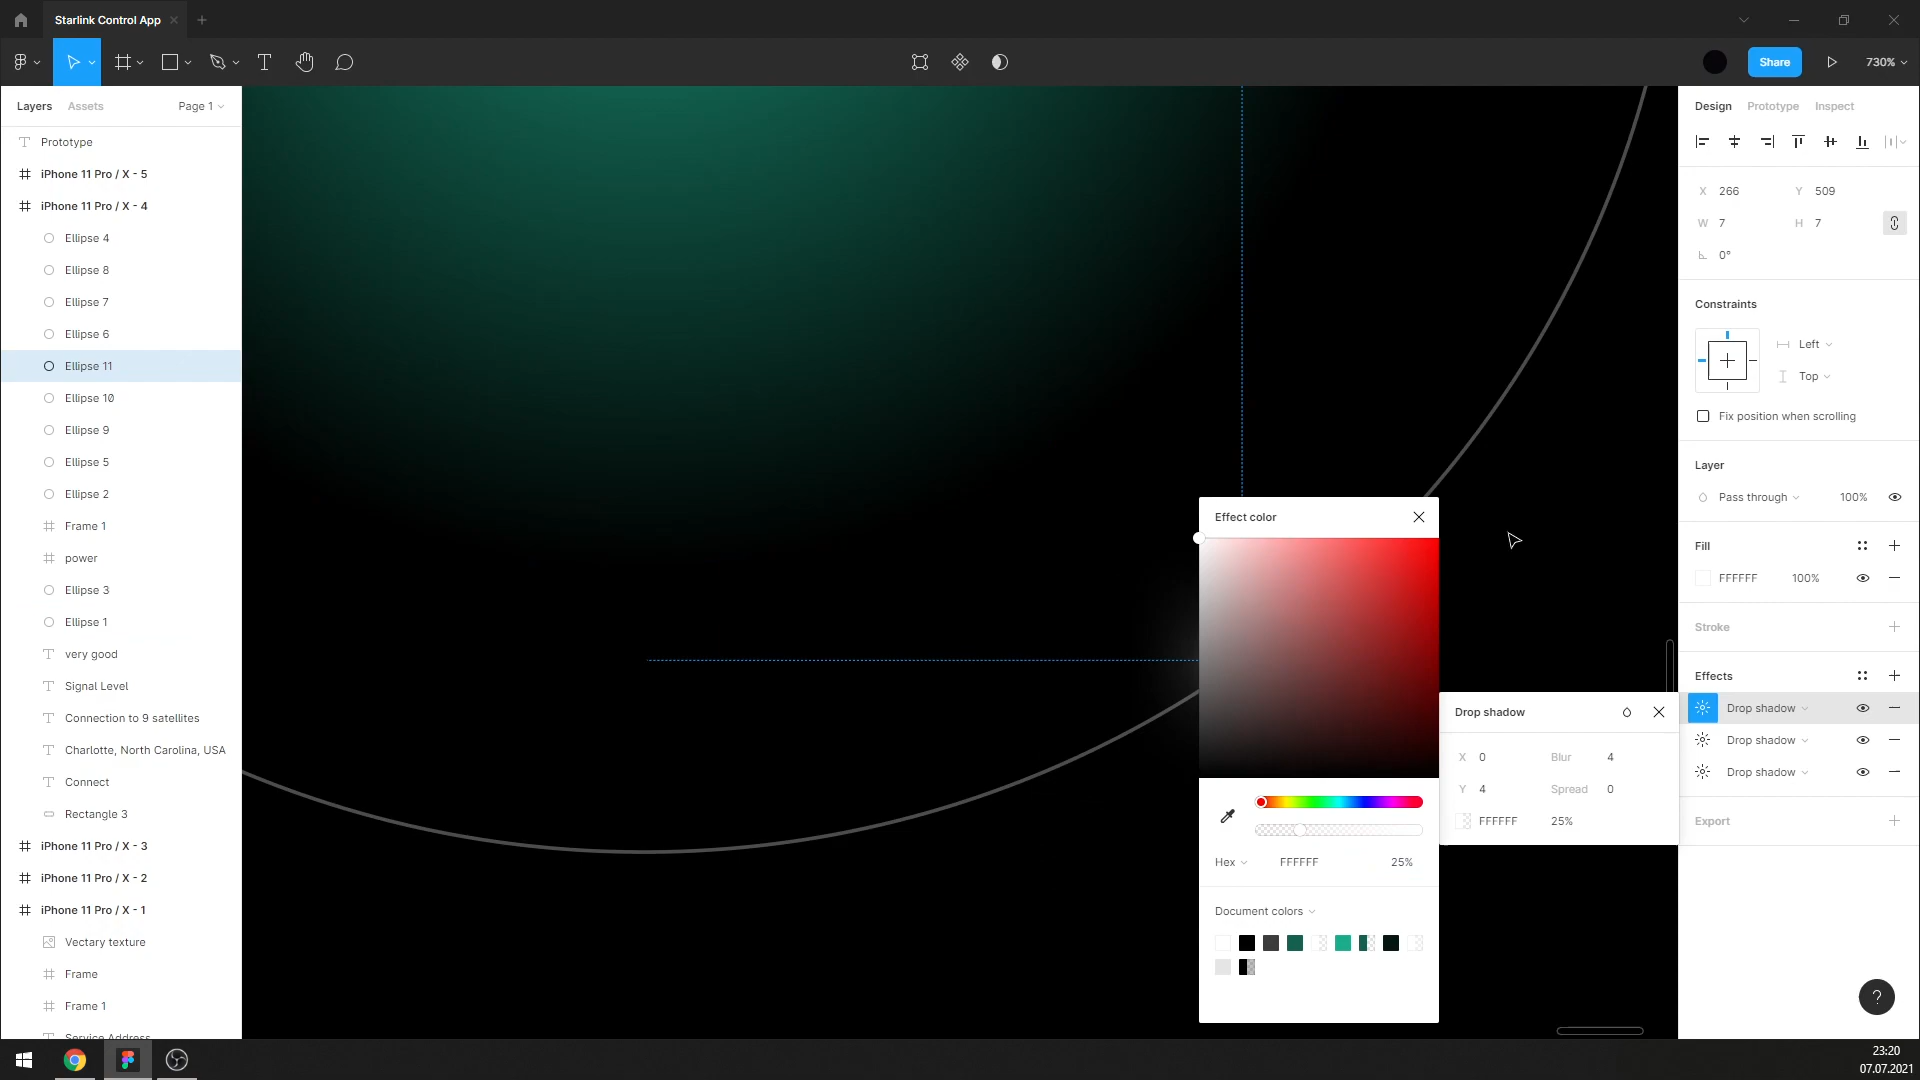 Starlink Control App
Share
730%
Layers
Assets
Page 1
Prototype
iPhone 11 Pro / X - 5
iPhone 11 Pro / X - 4
Ellipse 4
Ellipse 8
Ellipse 7
Ellipse 6
Ellipse 11
Ellipse 10
Ellipse 9
Ellipse 5
Ellipse 2
Frame 1
power
Ellipse 3
Ellipse 1
very good
Signal Level
Connection to 9 satellites
Charlotte, North Carolina, USA
Connect
Rectangle 3
iPhone 11 Pro / X - 3
iPhone 11 Pro / X - 2
iPhone 11 Pro / X - 1
Vectary texture
Frame
Frame 1
Service Address
Effect color
Hex FFFFFF 25%
Document colors
Drop shadow
X 0 Blur 4
Y 4 Spread 0
FFFFFF 25%
Design Prototype Inspect
X 266 Y 509
W 7 H 7
0°
Constraints
Left
Top
Fix position when scrolling
Layer
Pass through 100%
Fill
FFFFFF 100%
Stroke
Effects
Drop shadow
Drop shadow
Drop shadow
Export
?
23:20
07.07.2021